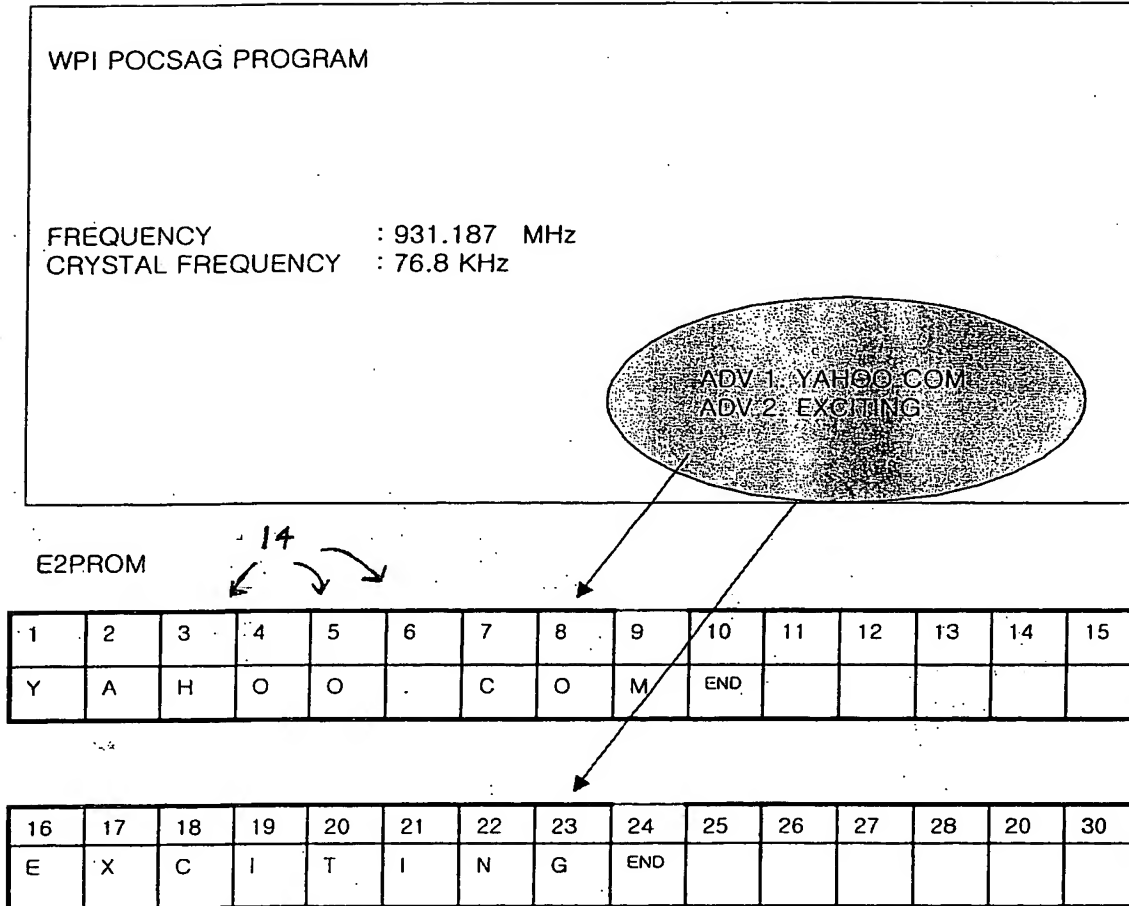 WPI POCSAG PROGRAM
FREQUENCY : 931.187 MHz
CRYSTAL FREQUENCY : 76.8 KHz
ADV 1. YAHOO.COM
ADV 2. EXCITING
14
E2PROM
1 2 3 4 5 6 7 8 9 10 11 12 13 14 15
Y A H O O . C O M END
16 17 18 19 20 21 22 23 24 25 26 27 28 20 30
E X C I T I N G END